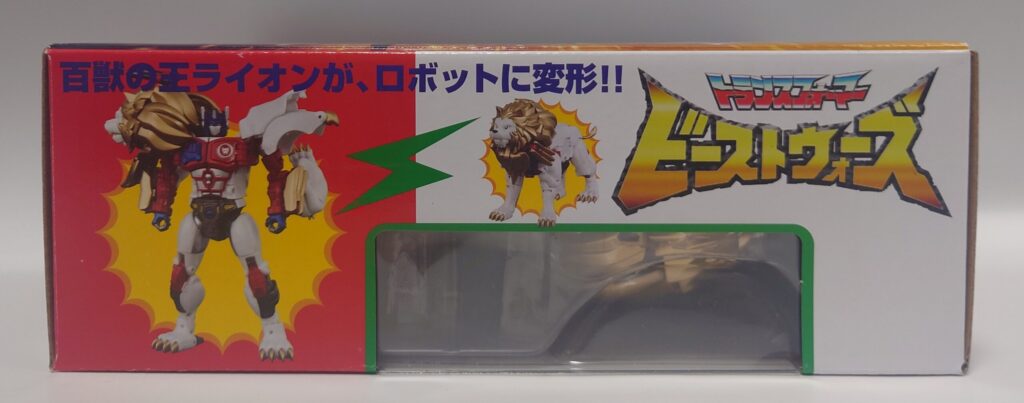 百獣の王ライオンが、ロボットに変形!!
トランスフォーマー
ビーストウォーズ